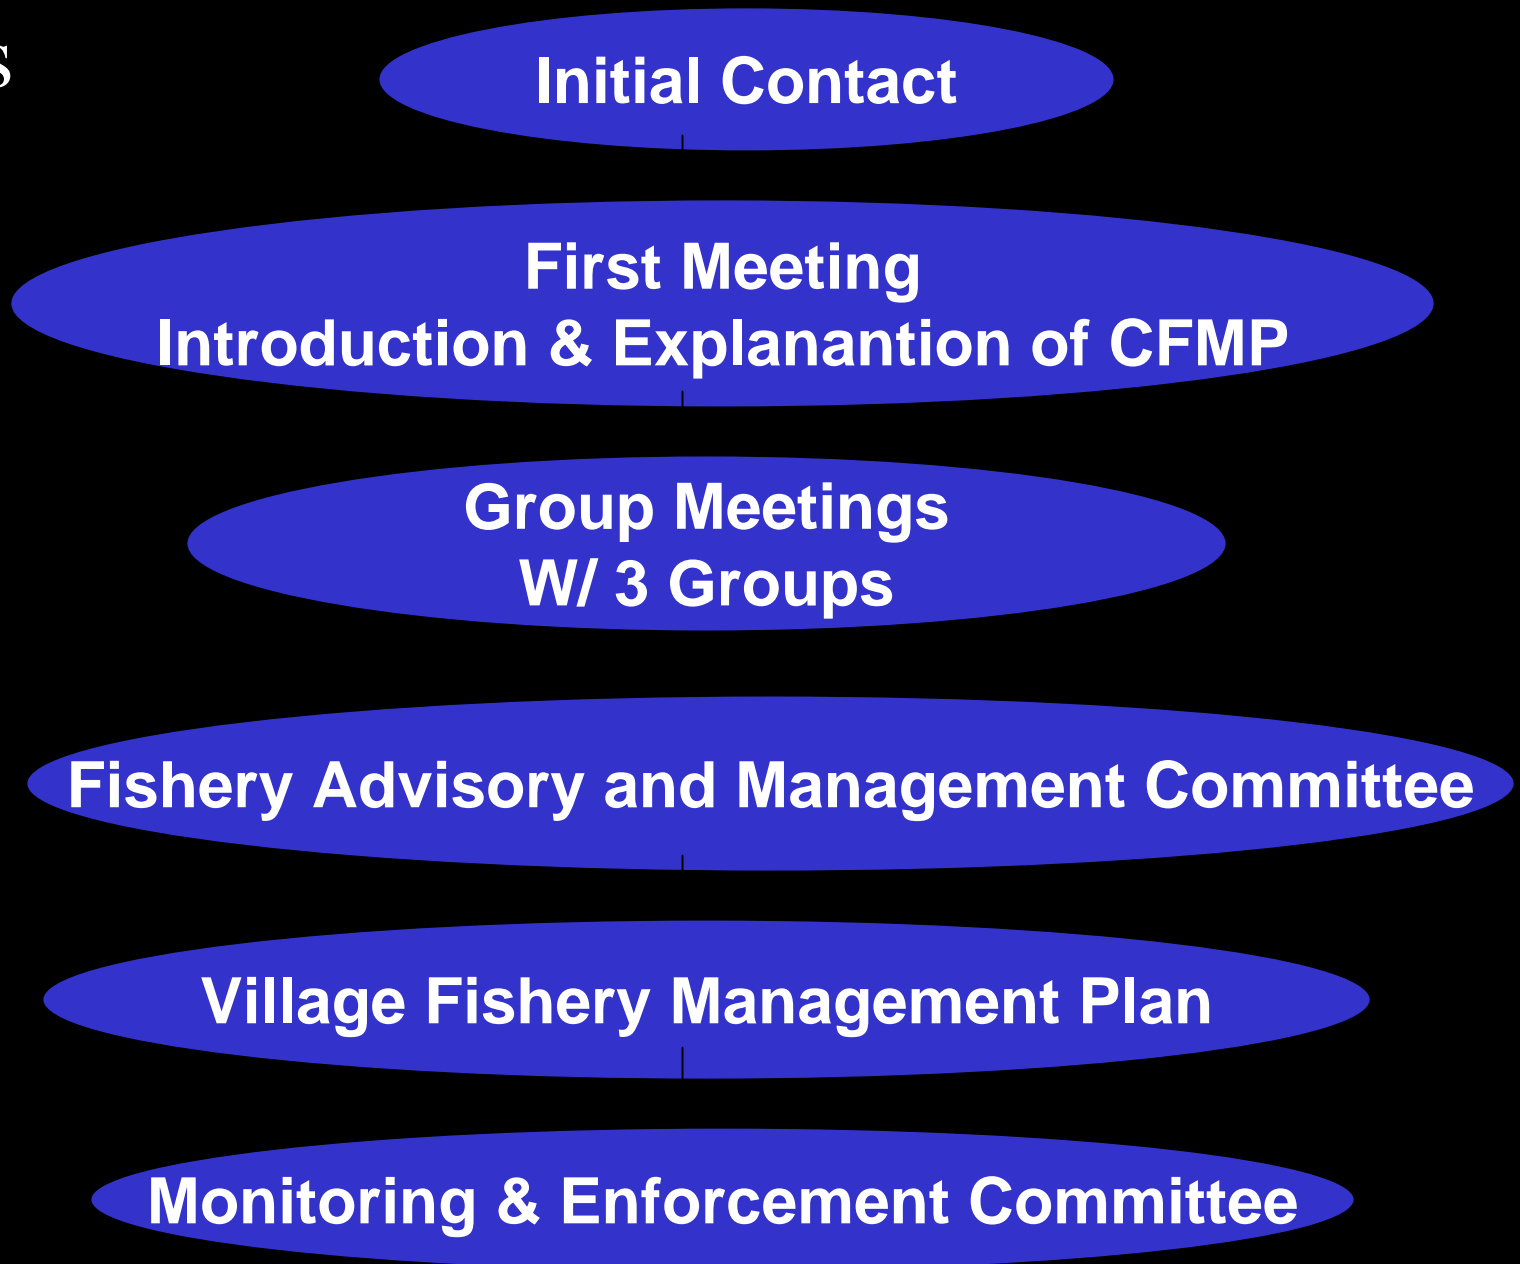 s
Initial Contact
First Meeting
Introduction & Explanantion of CFMP
Group Meetings
W/ 3 Groups
Fishery Advisory and Management Committee
Village Fishery Management Plan
Monitoring & Enforcement Committee